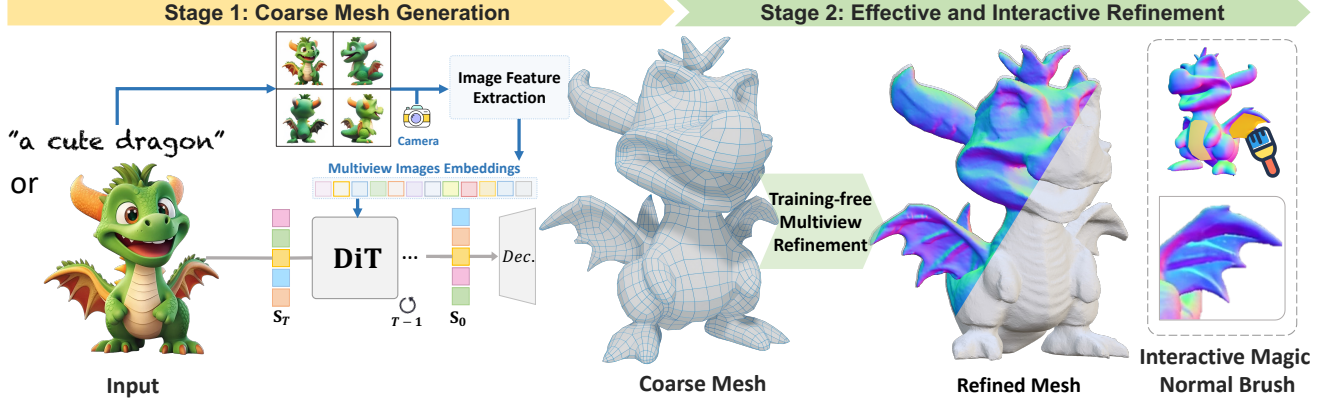 Stage 1: Coarse Mesh Generation
Stage 2: Effective and Interactive Refinement
"a cute dragon"
or
Input
Camera
Image Feature
Extraction
Multiview Images Embeddings
S_T
DiT
...
T − 1
S_0
Dec.
Coarse Mesh
Training-free
Multiview
Refinement
Refined Mesh
Interactive Magic
Normal Brush